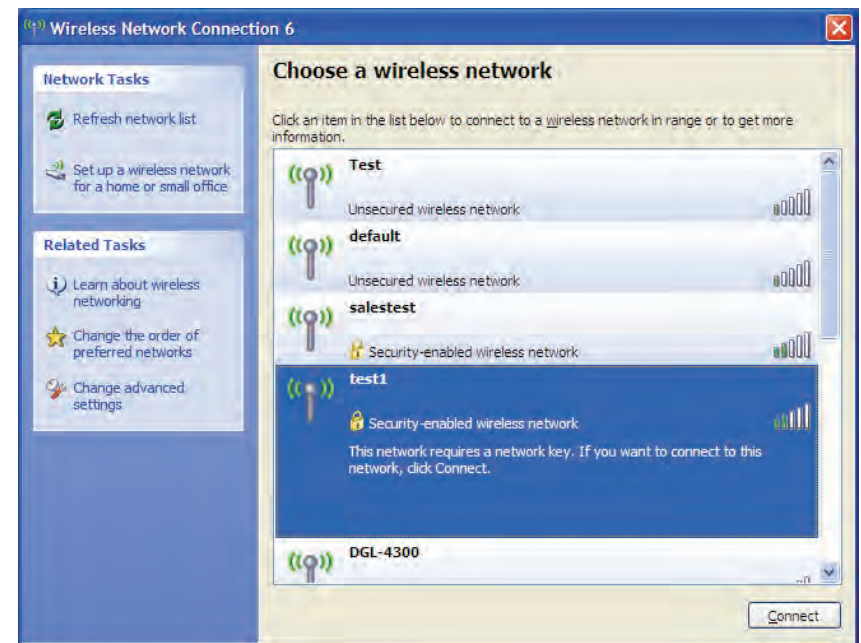 Wireless Network Connection 6
Network Tasks
Refresh network list
Set up a wireless network
for a home or small office
Related Tasks
Learn about wireless
networking
Change the order of
preferred networks
Change advanced
settings
Choose a wireless network
Click an item in the list below to connect to a wireless network in range or to get more
information.
Test
Unsecured wireless network
default
Unsecured wireless network
salestest
Security-enabled wireless network
test1
Security-enabled wireless network
This network requires a network key. If you want to connect to this
network, click Connect.
DGL-4300
Connect